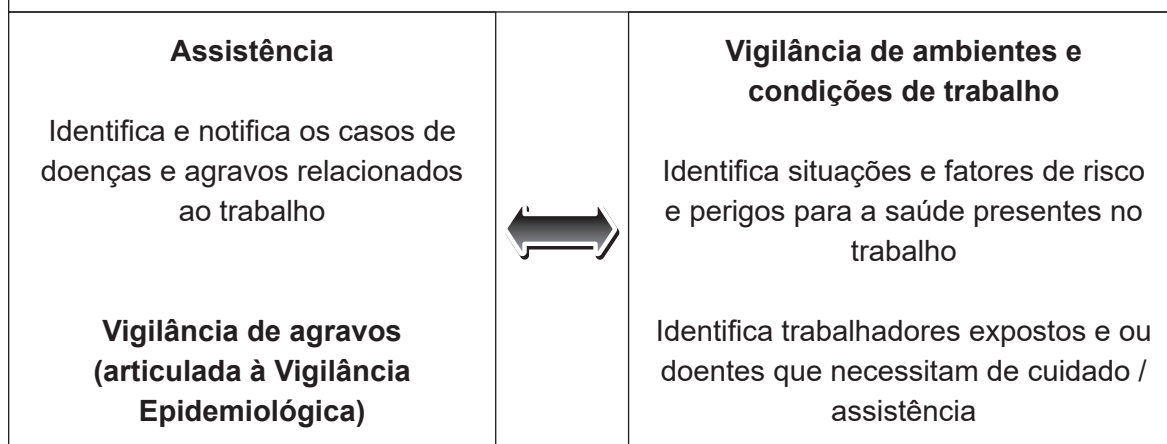 Assistência
Identifica e notifica os casos de
doenças e agravos relacionados
ao trabalho
Vigilância de agravos
(articulada à Vigilância
Epidemiológica)
Vigilância de ambientes e
condições de trabalho
Identifica situações e fatores de risco
e perigos para a saúde presentes no
trabalho
Identifica trabalhadores expostos e ou
doentes que necessitam de cuidado /
assistência